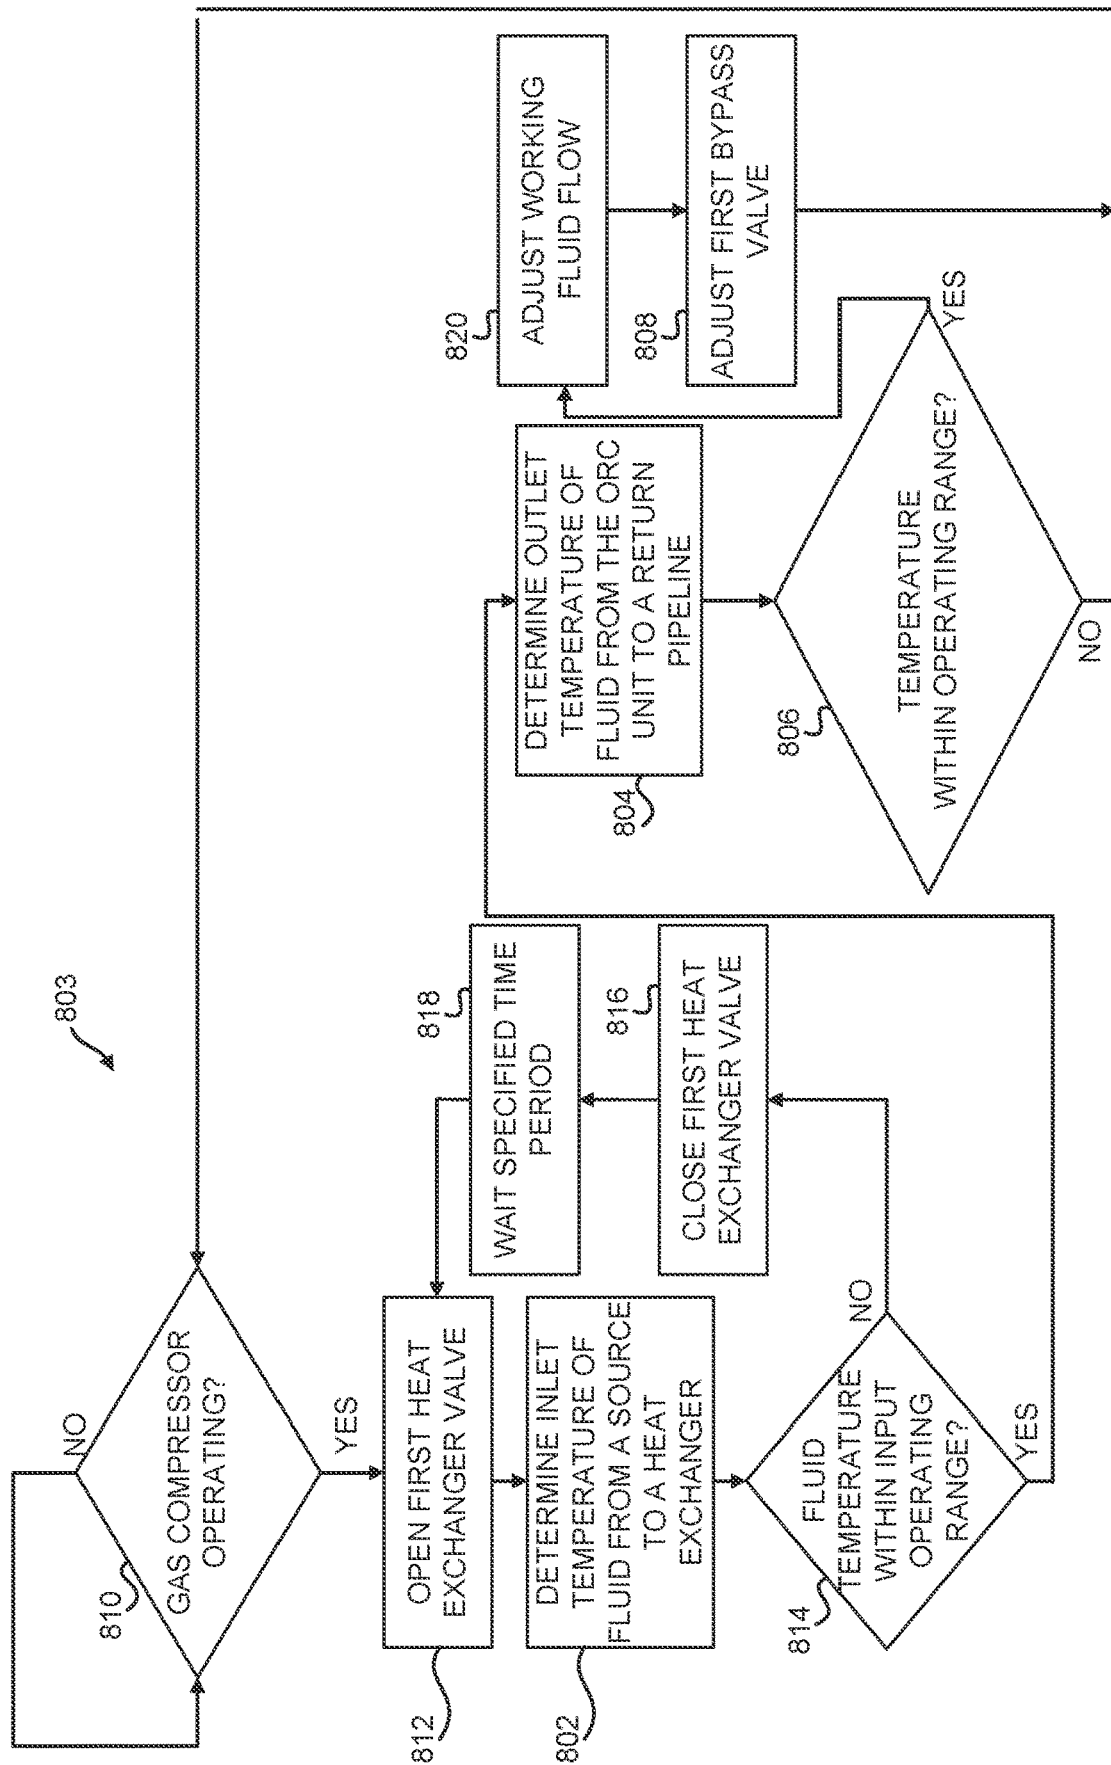 803
810
GAS COMPRESSOR
OPERATING?
NO
YES
812
OPEN FIRST HEAT
EXCHANGER VALVE
802
DETERMINE INLET
TEMPERATURE OF
FLUID FROM A SOURCE
TO A HEAT
EXCHANGER
814
FLUID
TEMPERATURE
WITHIN INPUT
OPERATING
RANGE?
NO
YES
818
WAIT SPECIFIED TIME
PERIOD
816
CLOSE FIRST HEAT
EXCHANGER VALVE
804
DETERMINE OUTLET
TEMPERATURE OF
FLUID FROM THE ORC
UNIT TO A RETURN
PIPELINE
806
TEMPERATURE
WITHIN OPERATING RANGE?
YES
NO
820
ADJUST WORKING
FLUID FLOW
808
ADJUST FIRST BYPASS
VALVE